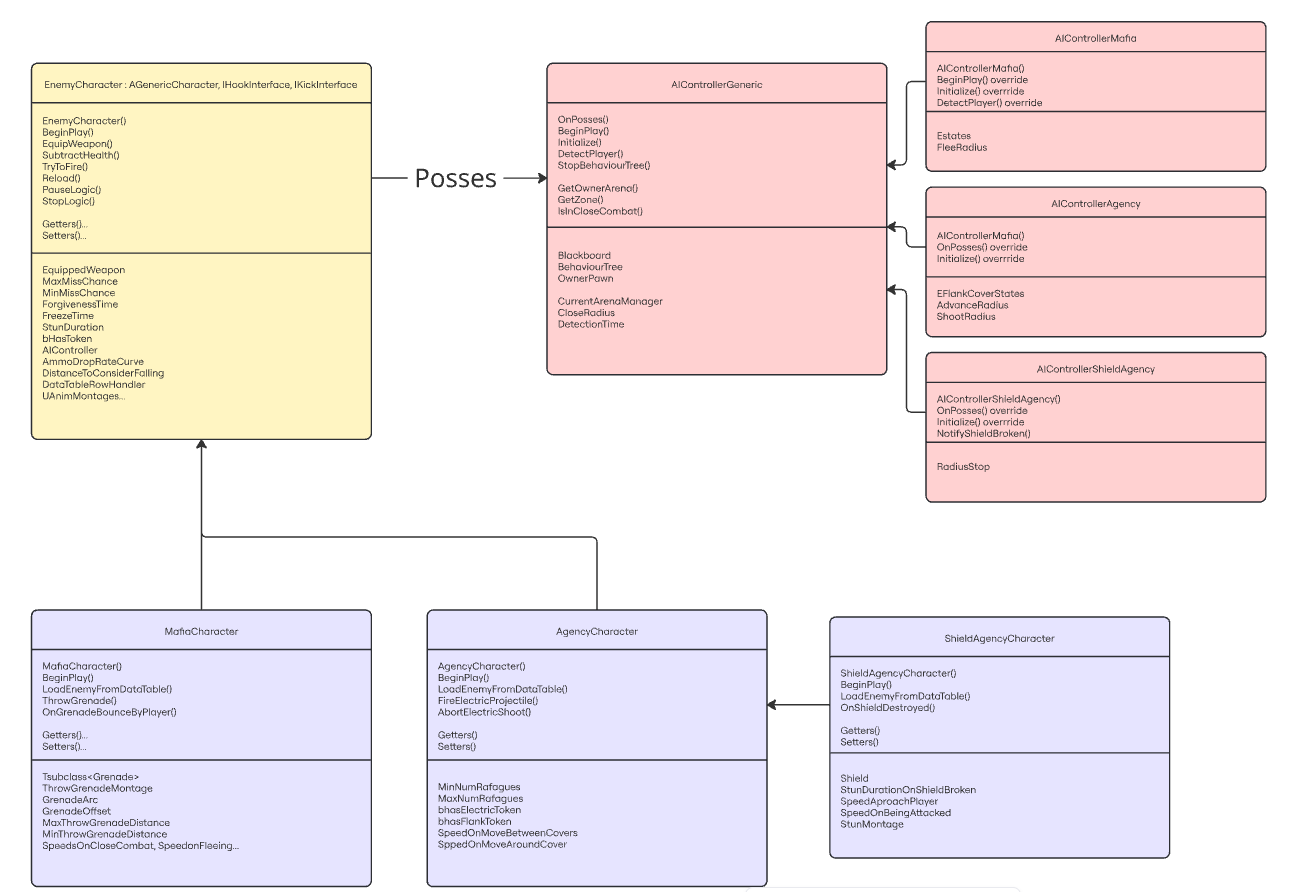 EnemyCharacter : AGenericCharacter, IHookInterface, IKickInterface
EnemyCharacter()
BeginPlay()
EquipWeapon()
SubtractHealth()
TryToFire()
Reload()
PauseLogic()
StopLogic()
Getters()...
Setters()...
EquippedWeapon
MaxMissChance
MinMissChance
ForgivenessTime
FreezeTime
StunDuration
bHasToken
AIController
AmmoDropRateCurve
DistanceToConsiderFalling
DataTableRowHandler
UAnimMontages...
Posses
AIControllerGeneric
OnPosses()
BeginPlay()
Initialize()
DetectPlayer()
StopBehaviourTree()
GetOwnerArena()
GetZone()
IsInCloseCombat()
Blackboard
BehaviourTree
OwnerPawn
CurrentArenaManager
CloseRadius
DetectionTime
AIControllerMafia
AIControllerMafia()
BeginPlay() override
Initialize() overrride
DetectPlayer() override
Estates
FleeRadius
AIControllerAgency
AIControllerMafia()
OnPosses() override
Initialize() overrride
EFlankCoverStates
AdvanceRadius
ShootRadius
AIControllerShieldAgency
AIControllerShieldAgency()
OnPosses() override
Initialize() overrride
NotifyShieldBroken()
RadiusStop
MafiaCharacter
MafiaCharacter()
BeginPlay()
LoadEnemyFromDataTable()
ThrowGrenade()
OnGrenadeBounceByPlayer()
Getters()...
Setters()...
Tsubclass<Grenade>
ThrowGrenadeMontage
GrenadeArc
GrenadeOffset
MaxThrowGrenadeDistance
MinThrowGrenadeDistance
SpeedsOnCloseCombat, SpeedonFleeing...
AgencyCharacter
AgencyCharacter()
BeginPlay()
LoadEnemyFromDataTable()
FireElectricProjectile()
AbortElectricShoot()
Getters()
Setters()
MinNumRafagues
MaxNumRafagues
bhasElectricToken
bhasFlankToken
SpeedOnMoveBetweenCovers
SppedOnMoveAroundCover
ShieldAgencyCharacter
ShieldAgencyCharacter()
BeginPlay()
LoadEnemyFromDataTable()
OnShieldDestroyed()
Getters()
Setters()
Shield
StunDurationOnShieldBroken
SpeedAproachPlayer
SpeedOnBeingAttacked
StunMontage